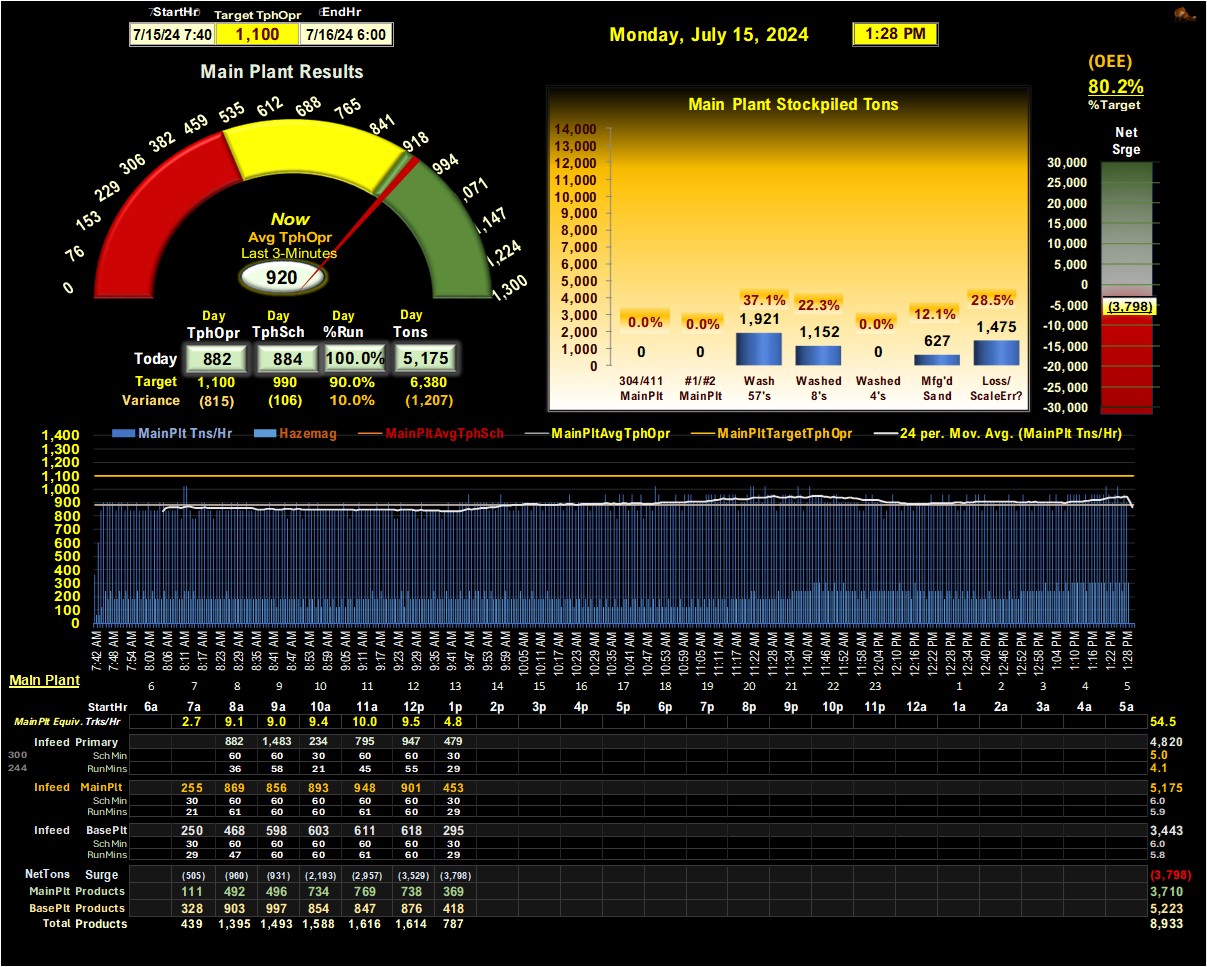 StartHr Target TphOpr EndHr
7/15/24 7:40 1,100 7/16/24 6:00
Monday, July 15, 2024 1:28 PM
Main Plant Results
0 76 153 229 306 382 459 535 612 688 765 841 918 994 ,071 ,147 1,224 1,300
Now
Avg TphOpr
Last 3-Minutes
920
Day Day Day Day
TphOpr TphSch %Run Tons
Today 882 884 100.0% 5,175
Target 1,100 990 90.0% 6,380
Variance (815) (106) 10.0% (1,207)
Main Plant Stockpiled Tons
14,000
13,000
12,000
11,000
10,000
9,000
8,000
7,000
6,000
5,000
4,000
3,000
2,000
1,000
0
0.0% 0.0% 37.1% 22.3% 0.0% 12.1% 28.5%
0 0 1,921 1,152 0 627 1,475
304/411 #1/#2 Wash Washed Washed Mfg'd Loss/
MainPlt MainPlt 57's 8's 4's Sand ScaleErr?
(OEE)
80.2%
%Target
Net
Srge
30,000
25,000
20,000
15,000
10,000
5,000
0
-5,000
-10,000
-15,000
-20,000
-25,000
-30,000
(3,798)
MainPlt Tns/Hr Hazemag MainPltAvgTphSch MainPltAvgTphOpr MainPltTargetTphOpr 24 per. Mov. Avg. (MainPlt Tns/Hr)
1,400
1,300
1,200
1,100
1,000
900
800
700
600
500
400
300
200
100
0
7:42 AM 7:48 AM 7:54 AM 8:00 AM 8:06 AM 8:11 AM 8:17 AM 8:23 AM 8:29 AM 8:35 AM 8:41 AM 8:47 AM 8:53 AM 8:59 AM 9:05 AM 9:11 AM 9:17 AM 9:23 AM 9:29 AM 9:35 AM 9:41 AM 9:47 AM 9:53 AM 9:59 AM 10:05 AM 10:11 AM 10:17 AM 10:23 AM 10:29 AM 10:35 AM 10:41 AM 10:47 AM 10:53 AM 10:59 AM 11:05 AM 11:11 AM 11:17 AM 11:22 AM 11:28 AM 11:34 AM 11:40 AM 11:46 AM 11:52 AM 11:58 AM 12:04 PM 12:10 PM 12:16 PM 12:22 PM 12:28 PM 12:34 PM 12:40 PM 12:46 PM 12:52 PM 12:58 PM 1:04 PM 1:10 PM 1:16 PM 1:22 PM 1:28 PM
Main Plant 6 7 8 9 10 11 12 13 14 15 16 17 18 19 20 21 22 23 1 2 3 4 5
StartHr 6a 7a 8a 9a 10a 11a 12p 1p 2p 3p 4p 5p 6p 7p 8p 9p 10p 11p 12a 1a 2a 3a 4a 5a
MainPlt Equiv. Trks/Hr 2.7 9.1 9.0 9.4 10.0 9.5 4.8 54.5
Infeed Primary 882 1,483 234 795 947 479 4,820
300 SchMin 60 60 30 60 60 30 5.0
244 RunMins 36 58 21 45 55 29 4.1
Infeed MainPlt 255 869 856 893 948 901 453 5,175
SchMin 30 60 60 60 60 60 30 6.0
RunMins 21 61 60 60 61 60 29 5.9
Infeed BasePlt 250 468 598 603 611 618 295 3,443
SchMin 30 60 60 60 60 60 30 6.0
RunMins 29 47 60 60 61 60 29 5.8
NetTons Surge (505) (960) (931) (2,193) (2,957) (3,529) (3,798) (3,798)
MainPlt Products 111 492 496 734 769 738 369 3,710
BasePlt Products 328 903 997 854 847 876 418 5,223
Total Products 439 1,395 1,493 1,588 1,616 1,614 787 8,933